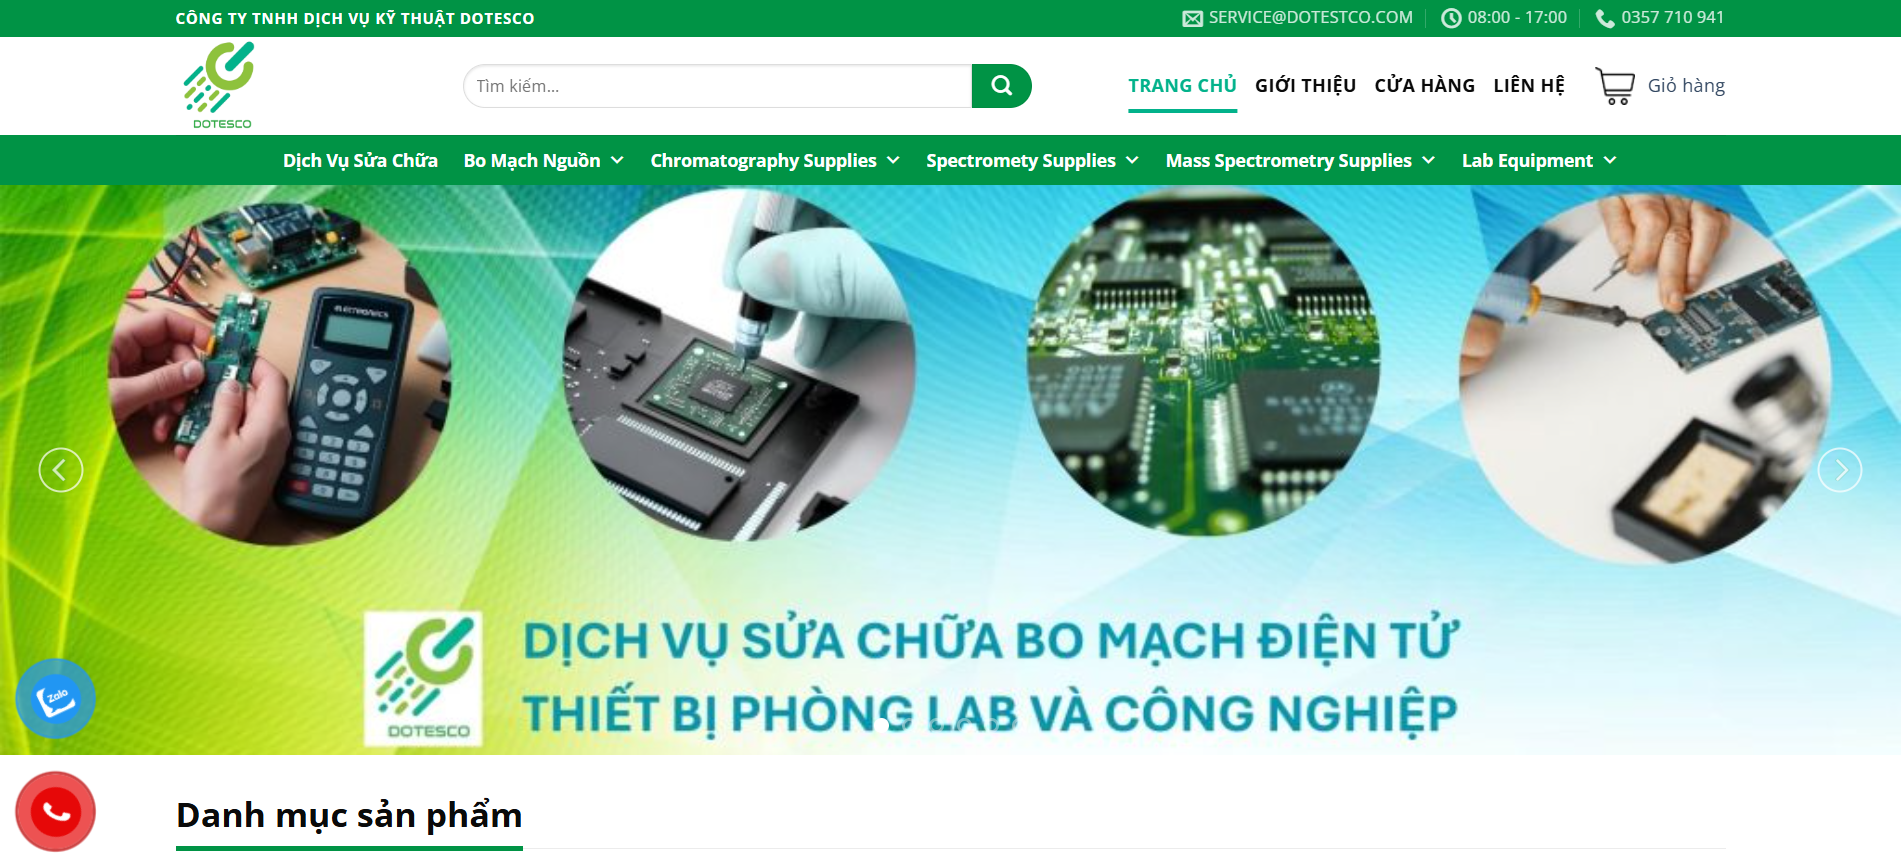 CÔNG TY TNHH DỊCH VỤ KỸ THUẬT DOTESCO
SERVICE@DOTESTCO.COM
08:00 - 17:00
0357 710 941
DOTESCO
Tìm kiếm...
TRANG CHỦ
GIỚI THIỆU
CỬA HÀNG
LIÊN HỆ
Giỏ hàng
Dịch Vụ Sửa Chữa
Bo Mạch Nguồn
Chromatography Supplies
Spectromety Supplies
Mass Spectrometry Supplies
Lab Equipment
ELECTRONICS
DỊCH VỤ SỬA CHỮA BO MẠCH ĐIỆN TỬ
THIẾT BỊ PHÒNG LAB VÀ CÔNG NGHIỆP
DOTESCO
Zalo
Danh mục sản phẩm